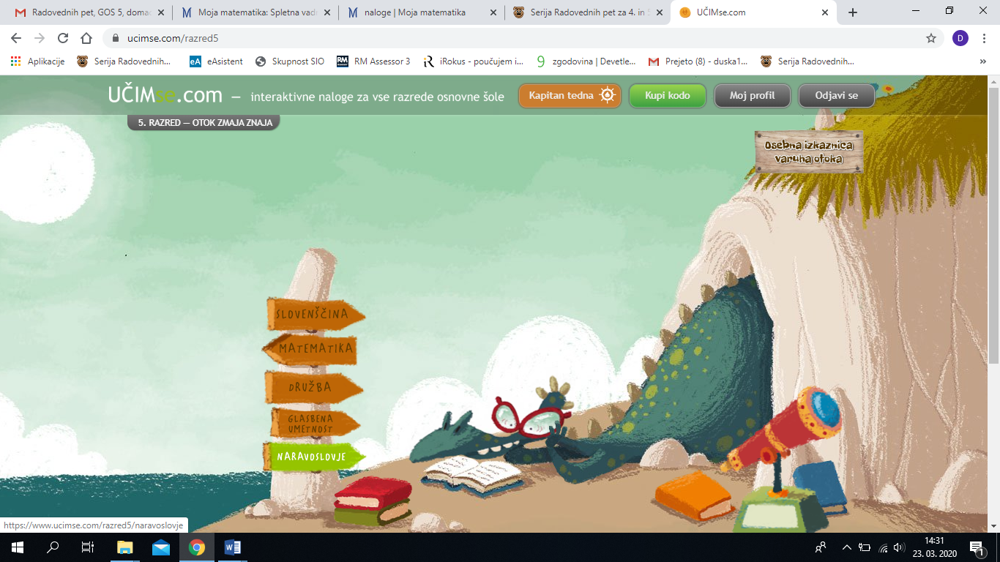 Radovednih pet, GOS 5, domač
Moja matematika: Spletna vadn
naloge | Moja matematika
Serija Radovednih pet za 4. in 5
UČIMse.com
ucimse.com/razred5
D
Aplikacije
Serija Radovednih...
eAsistent
Skupnost SIO
RM Assessor 3
iRokus - poučujem i...
zgodovina | Devetle...
Prejeto (8) - duska1...
Serija Radovednih...
UČIMse.com – interaktivne naloge za vse razrede osnovne šole
Kapitan tedna
Kupi kodo
Moj profil
Odjavi se
5. RAZRED — OTOK ZMAJA ZNAJA
Osebna izkaznica
varuha otoka
SLOVENŠČINA
MATEMATIKA
DRUŽBA
GLASBENA
UMETNOST
NARAVOSLOVJE
https://www.ucimse.com/razred5/naravoslovje
14:31
23. 03. 2020
1